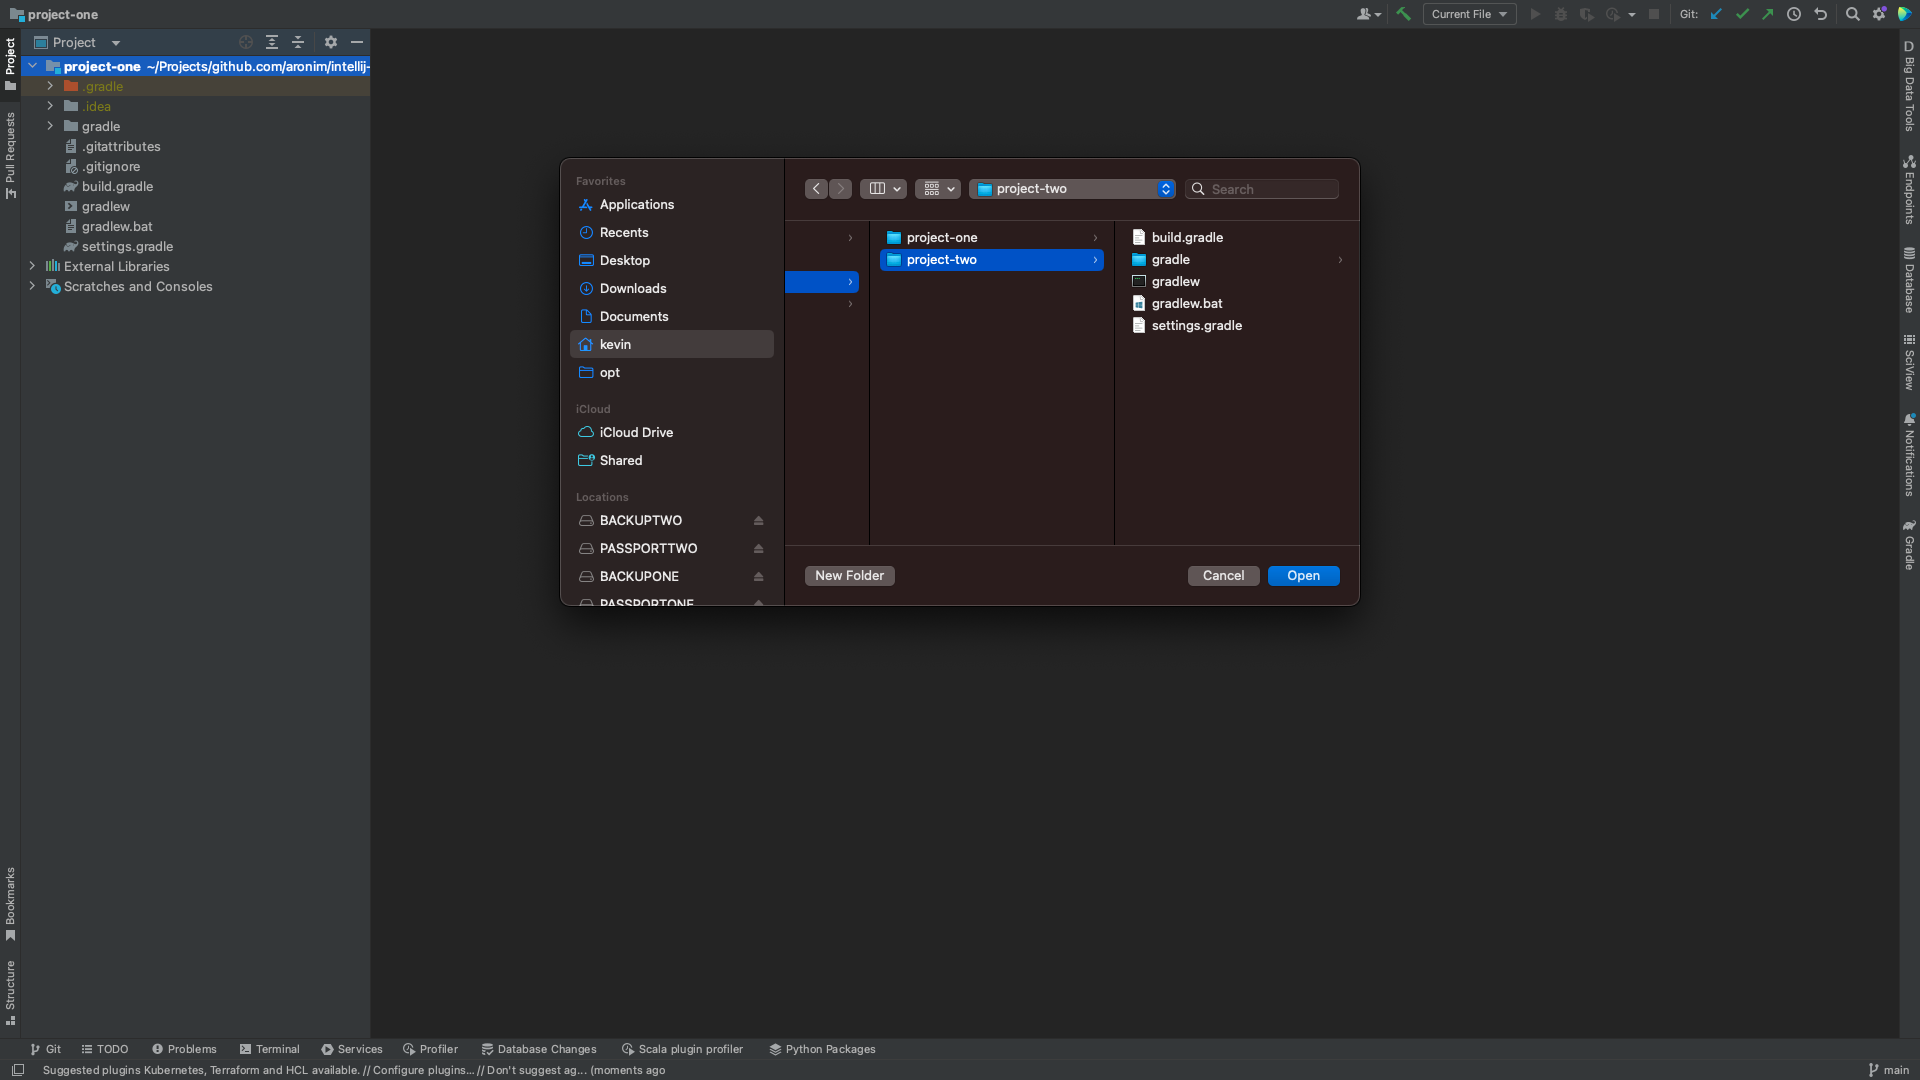 project-one
Current File
Git:
Project
project-one ~/Projects/github.com/aronim/intellij-
.gradle
.idea
gradle
.gitattributes
.gitignore
build.gradle
gradlew
gradlew.bat
settings.gradle
External Libraries
Scratches and Consoles
Project
Pull Requests
Bookmarks
Structure
Favorites
Applications
Recents
Desktop
Downloads
Documents
kevin
opt
iCloud
iCloud Drive
Shared
Locations
BACKUPTWO
PASSPORTTWO
BACKUPONE
PASSPORTONE
project-two
Search
project-one
project-two
build.gradle
gradle
gradlew
gradlew.bat
settings.gradle
New Folder
Cancel
Open
D
Big Data Tools
Endpoints
Database
SciView
Notifications
Gradle
Git
TODO
Problems
Terminal
Services
Profiler
Database Changes
Scala plugin profiler
Python Packages
Suggested plugins Kubernetes, Terraform and HCL available. // Configure plugins... // Don't suggest ag... (moments ago
main